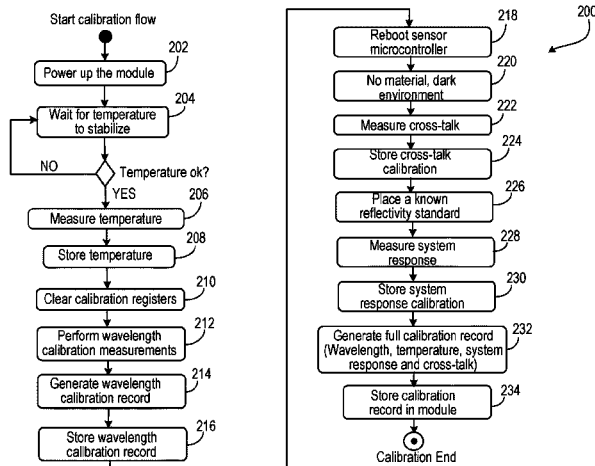 Start calibration flow
Power up the module
202
Wait for temperature
to stabilize
204
NO
Temperature ok?
YES
Measure temperature
206
Store temperature
208
Clear calibration registers
210
Perform wavelength
calibration measurements
212
Generate wavelength
calibration record
214
Store wavelength
calibration record
216
200
Reboot sensor
microcontroller
218
No material, dark
environment
220
Measure cross-talk
222
Store cross-talk
calibration
224
Place a known
reflectivity standard
226
Measure system
response
228
Store system
response calibration
230
Generate full calibration record
(Wavelength, temperature, system
response and cross-talk)
232
Store calibration
record in module
234
Calibration End